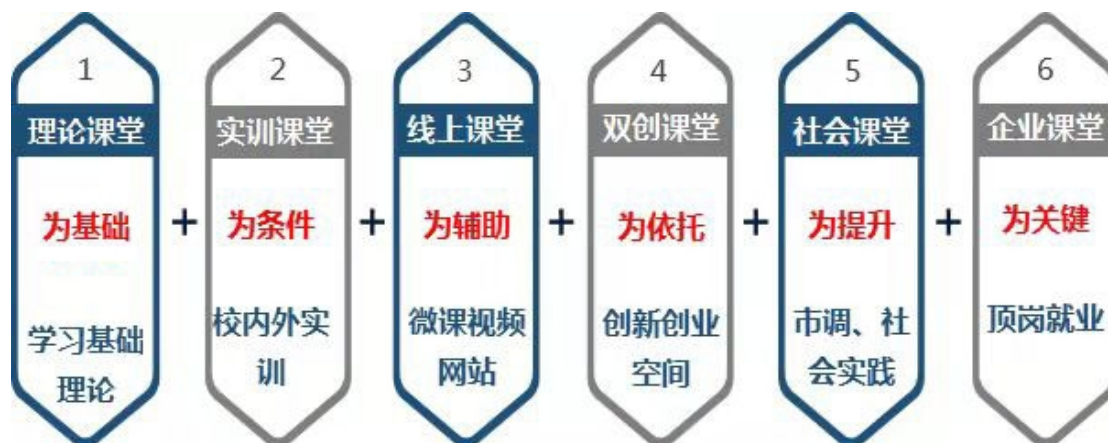 1
理论课堂
为基础
学习基础
理论
+
2
实训课堂
为条件
校内外实
训
+
3
线上课堂
为辅助
微课视频
网站
+
4
双创课堂
为依托
创新创业
空间
+
5
社会课堂
为提升
市调、社
会实践
+
6
企业课堂
为关键
顶岗就业